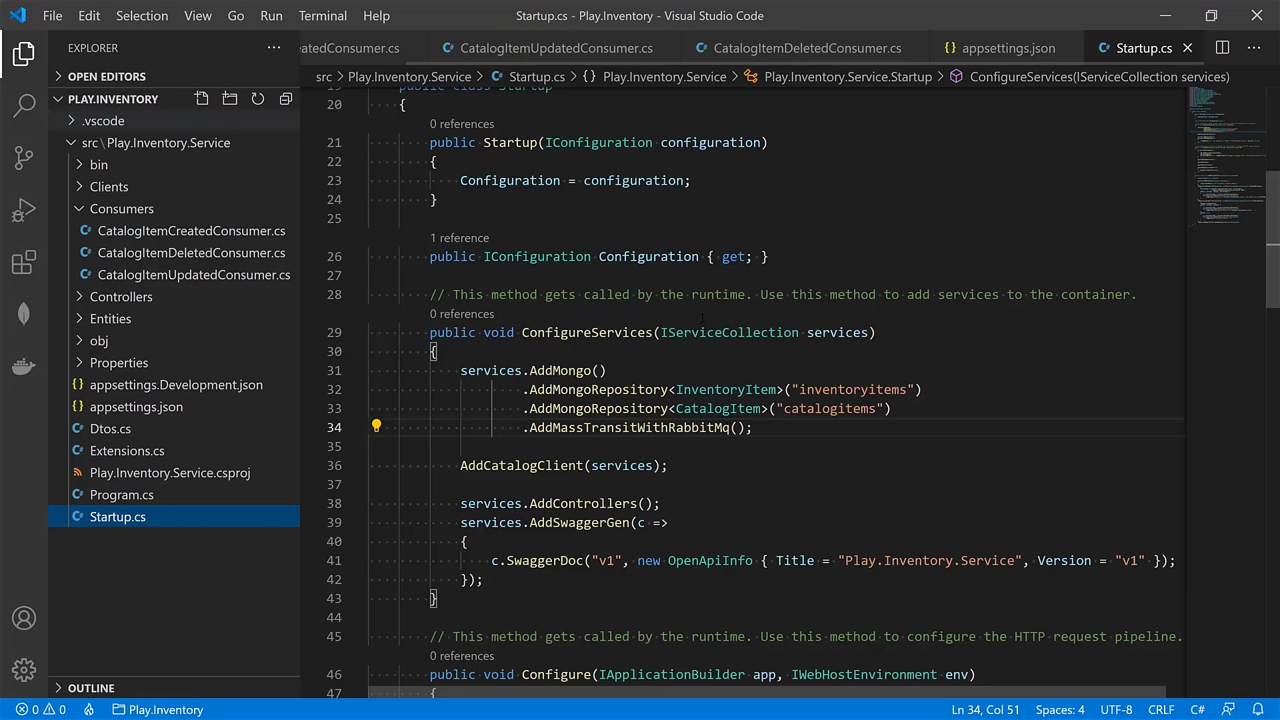 File Edit Selection View Go Run Terminal Help
Startup.cs - Play.Inventory - Visual Studio Code
EXPLORER
OPEN EDITORS
PLAY.INVENTORY
.vscode
src\Play.Inventory.Service
bin
Clients
Consumers
CatalogItemCreatedConsumer.cs
CatalogItemDeletedConsumer.cs
CatalogItemUpdatedConsumer.cs
Controllers
Entities
obj
Properties
appsettings.Development.json
appsettings.json
Dtos.cs
Extensions.cs
Play.Inventory.Service.csproj
Program.cs
Startup.cs
OUTLINE
eatedConsumer.cs CatalogItemUpdatedConsumer.cs CatalogItemDeletedConsumer.cs appsettings.json Startup.cs
src > Play.Inventory.Service > Startup.cs > {} Play.Inventory.Service > Play.Inventory.Service.Startup > ConfigureServices(IServiceCollection services)
19 public class Startup
20 {
0 references
21 public Startup(IConfiguration configuration)
22 {
23 Configuration = configuration;
24 }
25
1 reference
26 public IConfiguration Configuration { get; }
27
28 // This method gets called by the runtime. Use this method to add services to the container.
0 references
29 public void ConfigureServices(IServiceCollection services)
30 {
31 services.AddMongo()
32 .AddMongoRepository<InventoryItem>("inventoryitems")
33 .AddMongoRepository<CatalogItem>("catalogitems")
34 .AddMassTransitWithRabbitMq();
35
36 AddCatalogClient(services);
37
38 services.AddControllers();
39 services.AddSwaggerGen(c =>
40 {
41 c.SwaggerDoc("v1", new OpenApiInfo { Title = "Play.Inventory.Service", Version = "v1" });
42 });
43 }
44
45 // This method gets called by the runtime. Use this method to configure the HTTP request pipeline.
0 references
46 public void Configure(IApplicationBuilder app, IWebHostEnvironment env)
47 {
0 0 Play.Inventory Ln 34, Col 51 Spaces: 4 UTF-8 CRLF C#